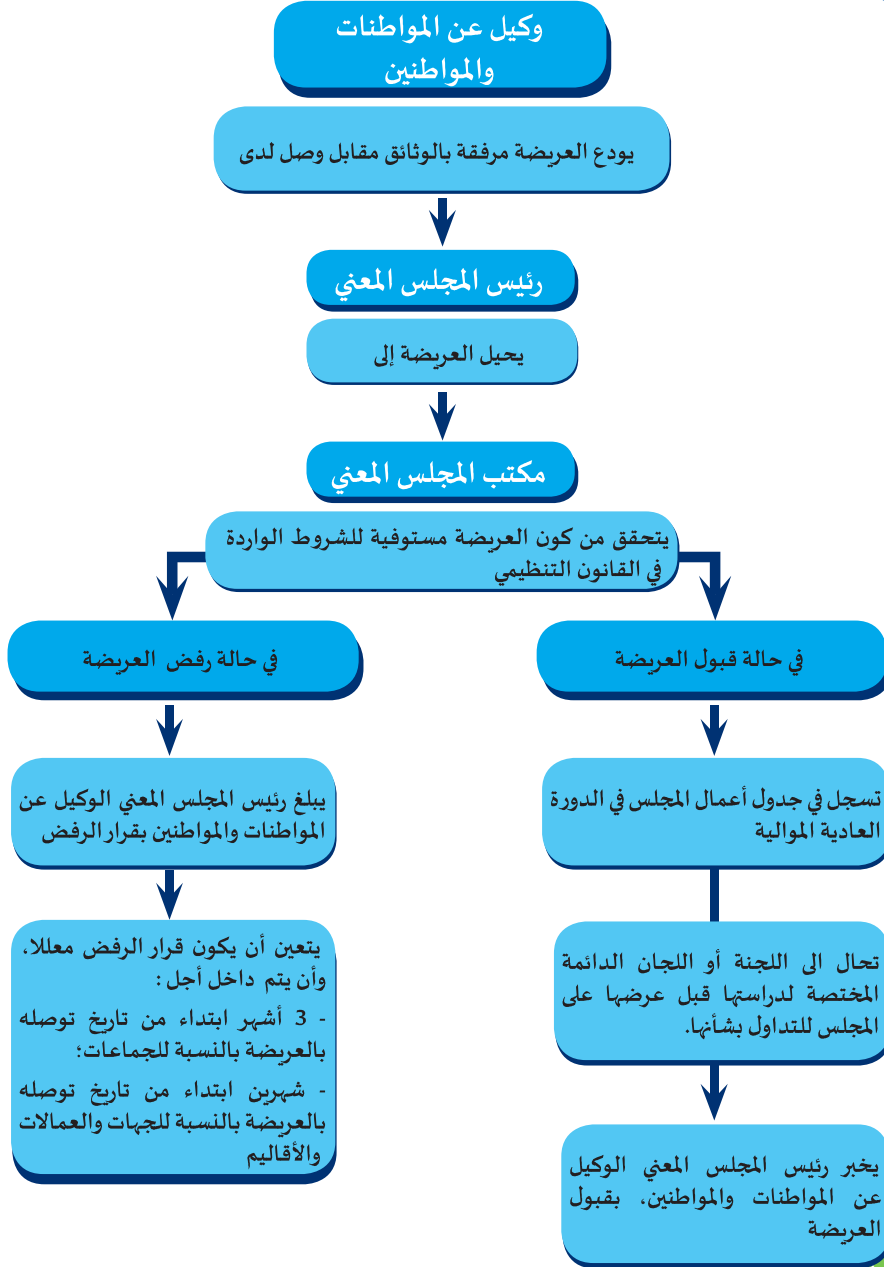 وكيل عن المواطنات
والمواطنين
يودع العريضة مرفقة بالوثائق مقابل وصل لدى
رئيس المجلس المعني
يحيل العريضة إلى
مكتب المجلس المعني
يتحقق من كون العريضة مستوفية للشروط الواردة
في القانون التنظيمي
في حالة قبول العريضة
تسجل في جدول أعمال المجلس في الدورة
العادية الموالية
تحال الى اللجنة أو اللجان الدائمة
المختصة لدراستها قبل عرضها على
المجلس للتداول بشأنها.
يخبر رئيس المجلس المعني الوكيل
عن المواطنات والمواطنين، بقبول
العريضة
في حالة رفض العريضة
يبلغ رئيس المجلس المعني الوكيل عن
المواطنات والمواطنين بقرار الرفض
يتعين أن يكون قرار الرفض معللا،
وأن يتم داخل أجل :
- 3 أشهر ابتداء من تاريخ توصله
بالعريضة بالنسبة للجماعات؛
- شهرين ابتداء من تاريخ توصله
بالعريضة بالنسبة للجهات والعمالات
والأقاليم